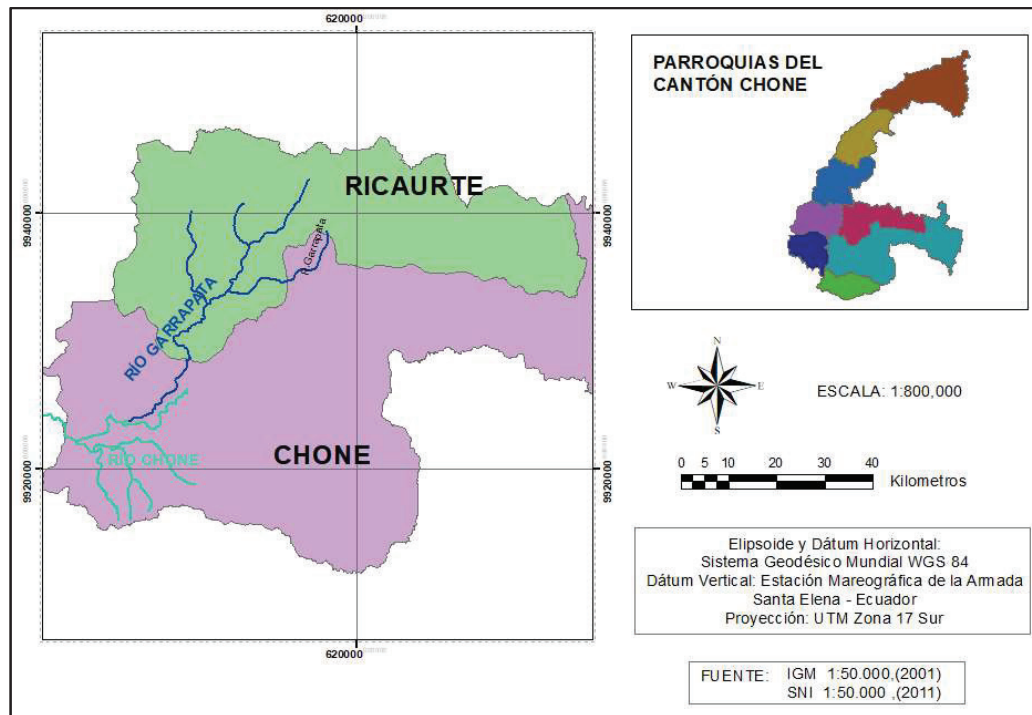 620000
PARROQUIAS DEL
CANTÓN CHONE
RICAURTE
9940000
9940000
R.Garrapata
RÍO GARRAPATA
N
W
E
S
ESCALA: 1:800,000
CHONE
RÍO CHONE
9920000
9920000
0 5 10 20 30 40
Kilometros
Elipsoide y Dátum Horizontal:
Sistema Geodésico Mundial WGS 84
Dátum Vertical: Estación Mareográfica de la Armada
Santa Elena - Ecuador
Proyección: UTM Zona 17 Sur
620000
FUENTE: IGM 1:50.000,(2001)
SNI 1:50.000 ,(2011)